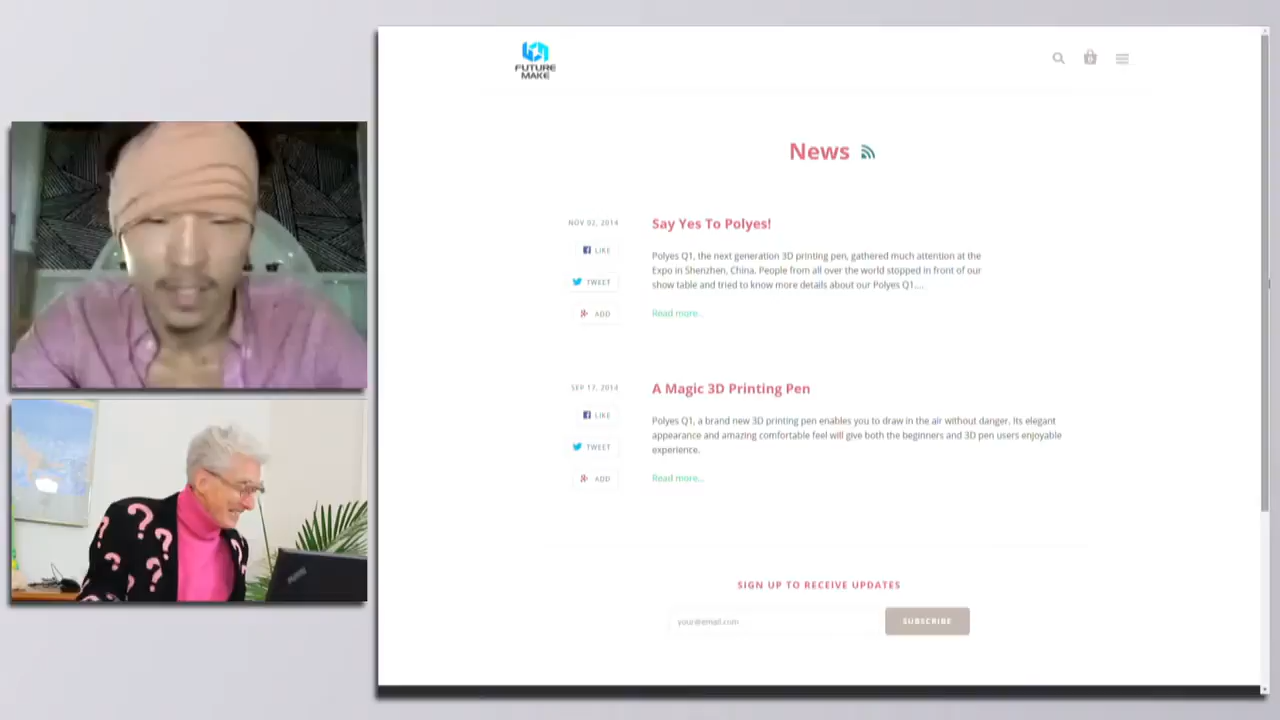 FUTURE
MAKE
0
News
NOV 02, 2014
Say Yes To Polyes!
LIKE
Polyes Q1, the next generation 3D printing pen, gathered much attention at the
Expo in Shenzhen, China. People from all over the world stopped in front of our
show table and tried to know more details about our Polyes Q1....
TWEET
ADD
Read more...
SEP 17, 2014
A Magic 3D Printing Pen
LIKE
Polyes Q1, a brand new 3D printing pen enables you to draw in the air without danger. Its elegant
appearance and amazing comfortable feel will give both the beginners and 3D pen users enjoyable
experience.
TWEET
ADD
Read more...
SIGN UP TO RECEIVE UPDATES
your@email.com
SUBSCRIBE
? ? ? ? ? ?